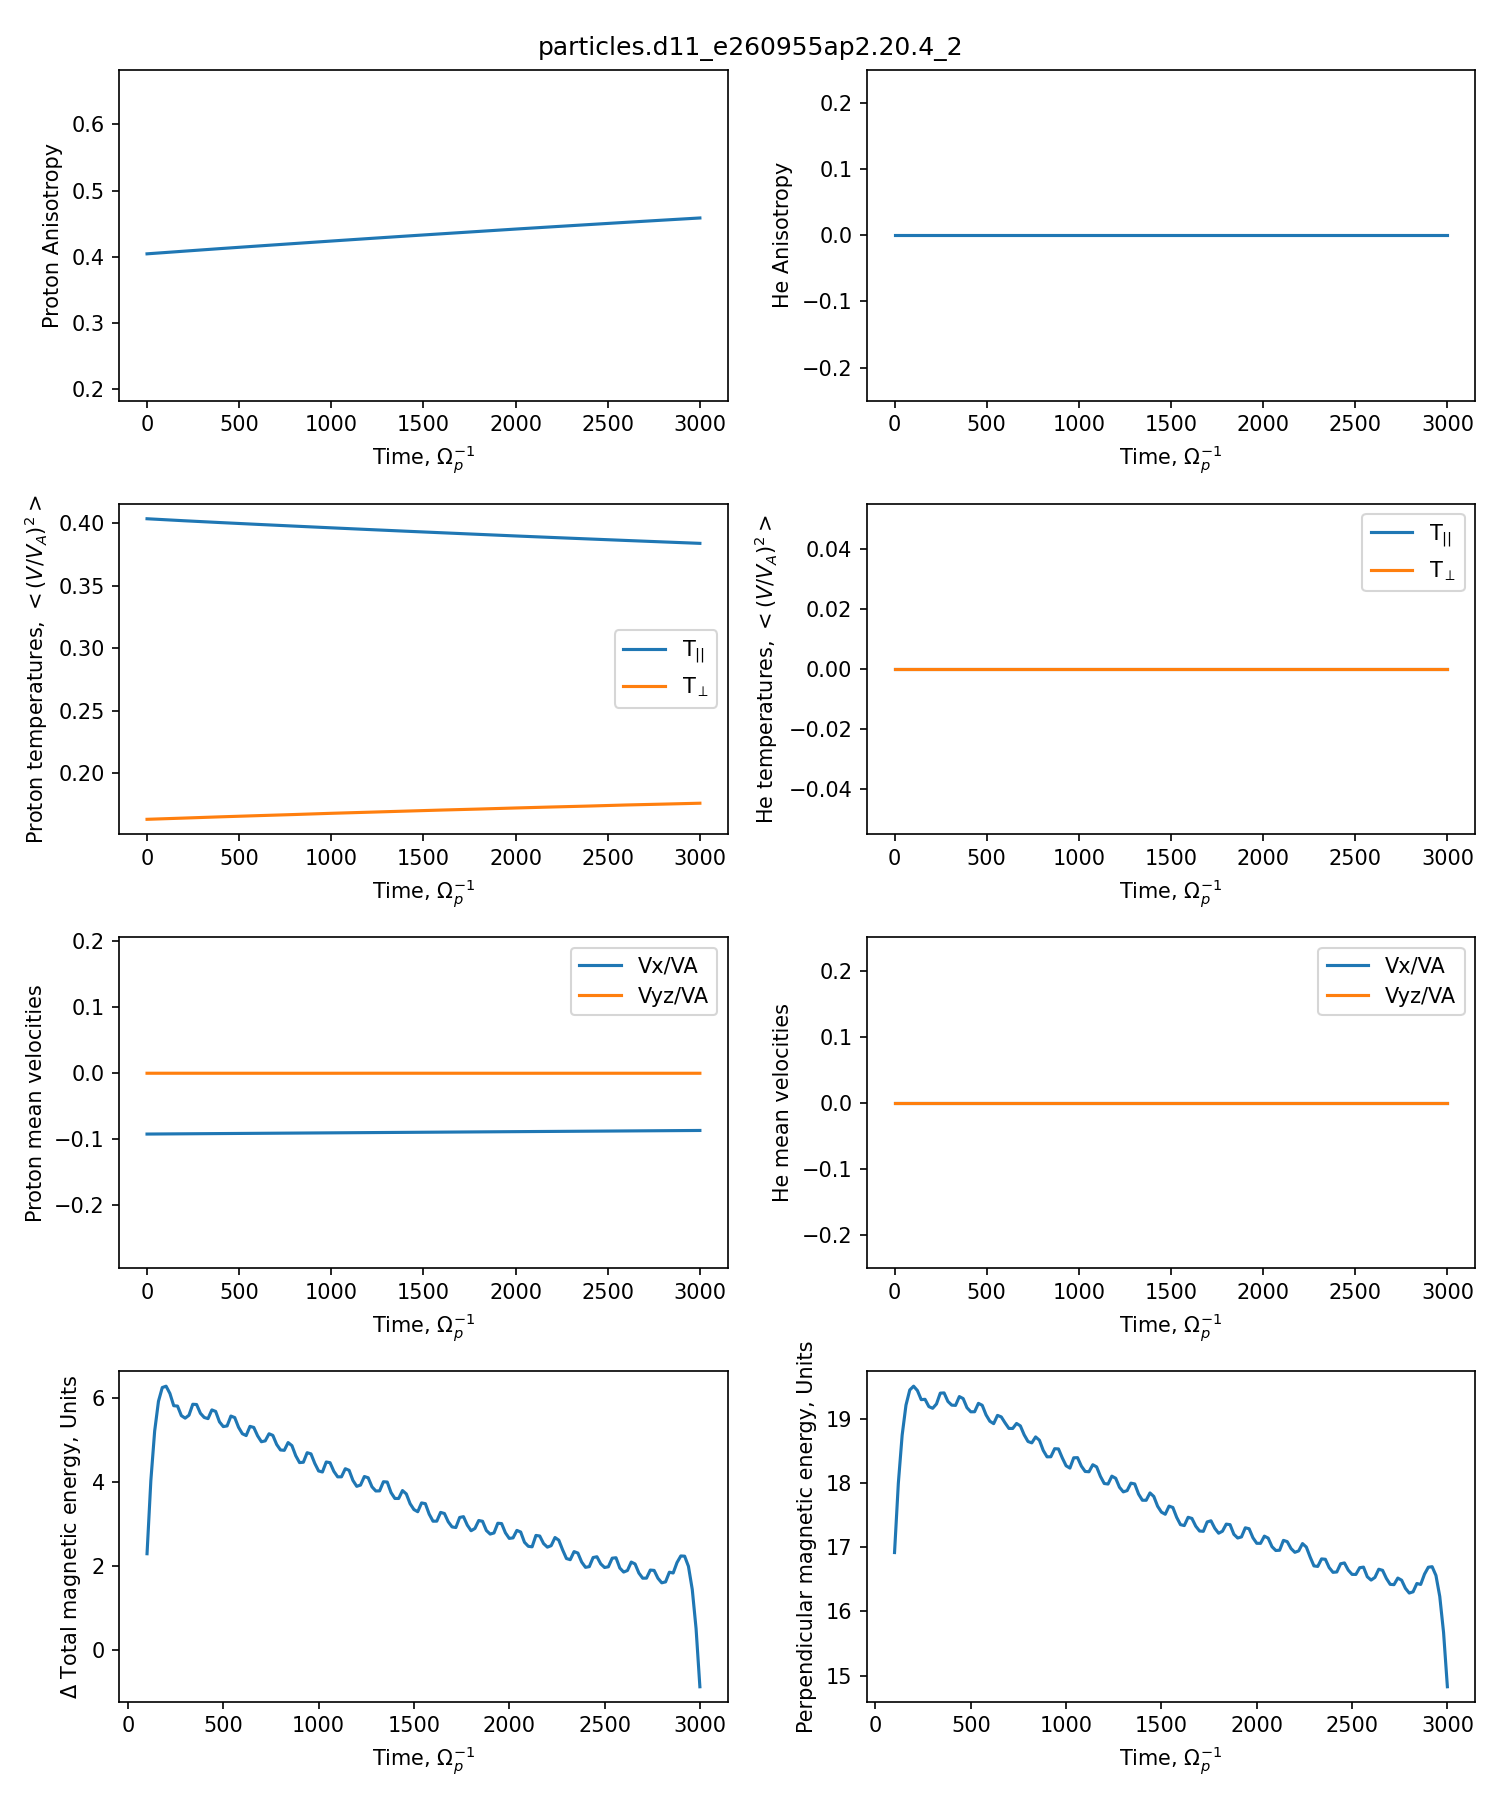 particles.d11_e260955ap2.20.4_2
Proton Anisotropy
0.6
0.5
0.4
0.3
0.2
0 500 1000 1500 2000 2500 3000
Time, Ω_p^{-1}
He Anisotropy
0.2
0.1
0.0
−0.1
−0.2
0 500 1000 1500 2000 2500 3000
Time, Ω_p^{-1}
Proton temperatures, < (V/V_A)^2 >
0.40
0.35
0.30
0.25
0.20
T_{||}
T_⊥
0 500 1000 1500 2000 2500 3000
Time, Ω_p^{-1}
He temperatures, < (V/V_A)^2 >
0.04
0.02
0.00
−0.02
−0.04
T_{||}
T_⊥
0 500 1000 1500 2000 2500 3000
Time, Ω_p^{-1}
Proton mean velocities
0.2
0.1
0.0
−0.1
−0.2
Vx/VA
Vyz/VA
0 500 1000 1500 2000 2500 3000
Time, Ω_p^{-1}
He mean velocities
0.2
0.1
0.0
−0.1
−0.2
Vx/VA
Vyz/VA
0 500 1000 1500 2000 2500 3000
Time, Ω_p^{-1}
Δ Total magnetic energy, Units
6
4
2
0
0 500 1000 1500 2000 2500 3000
Time, Ω_p^{-1}
Perpendicular magnetic energy, Units
19
18
17
16
15
0 500 1000 1500 2000 2500 3000
Time, Ω_p^{-1}